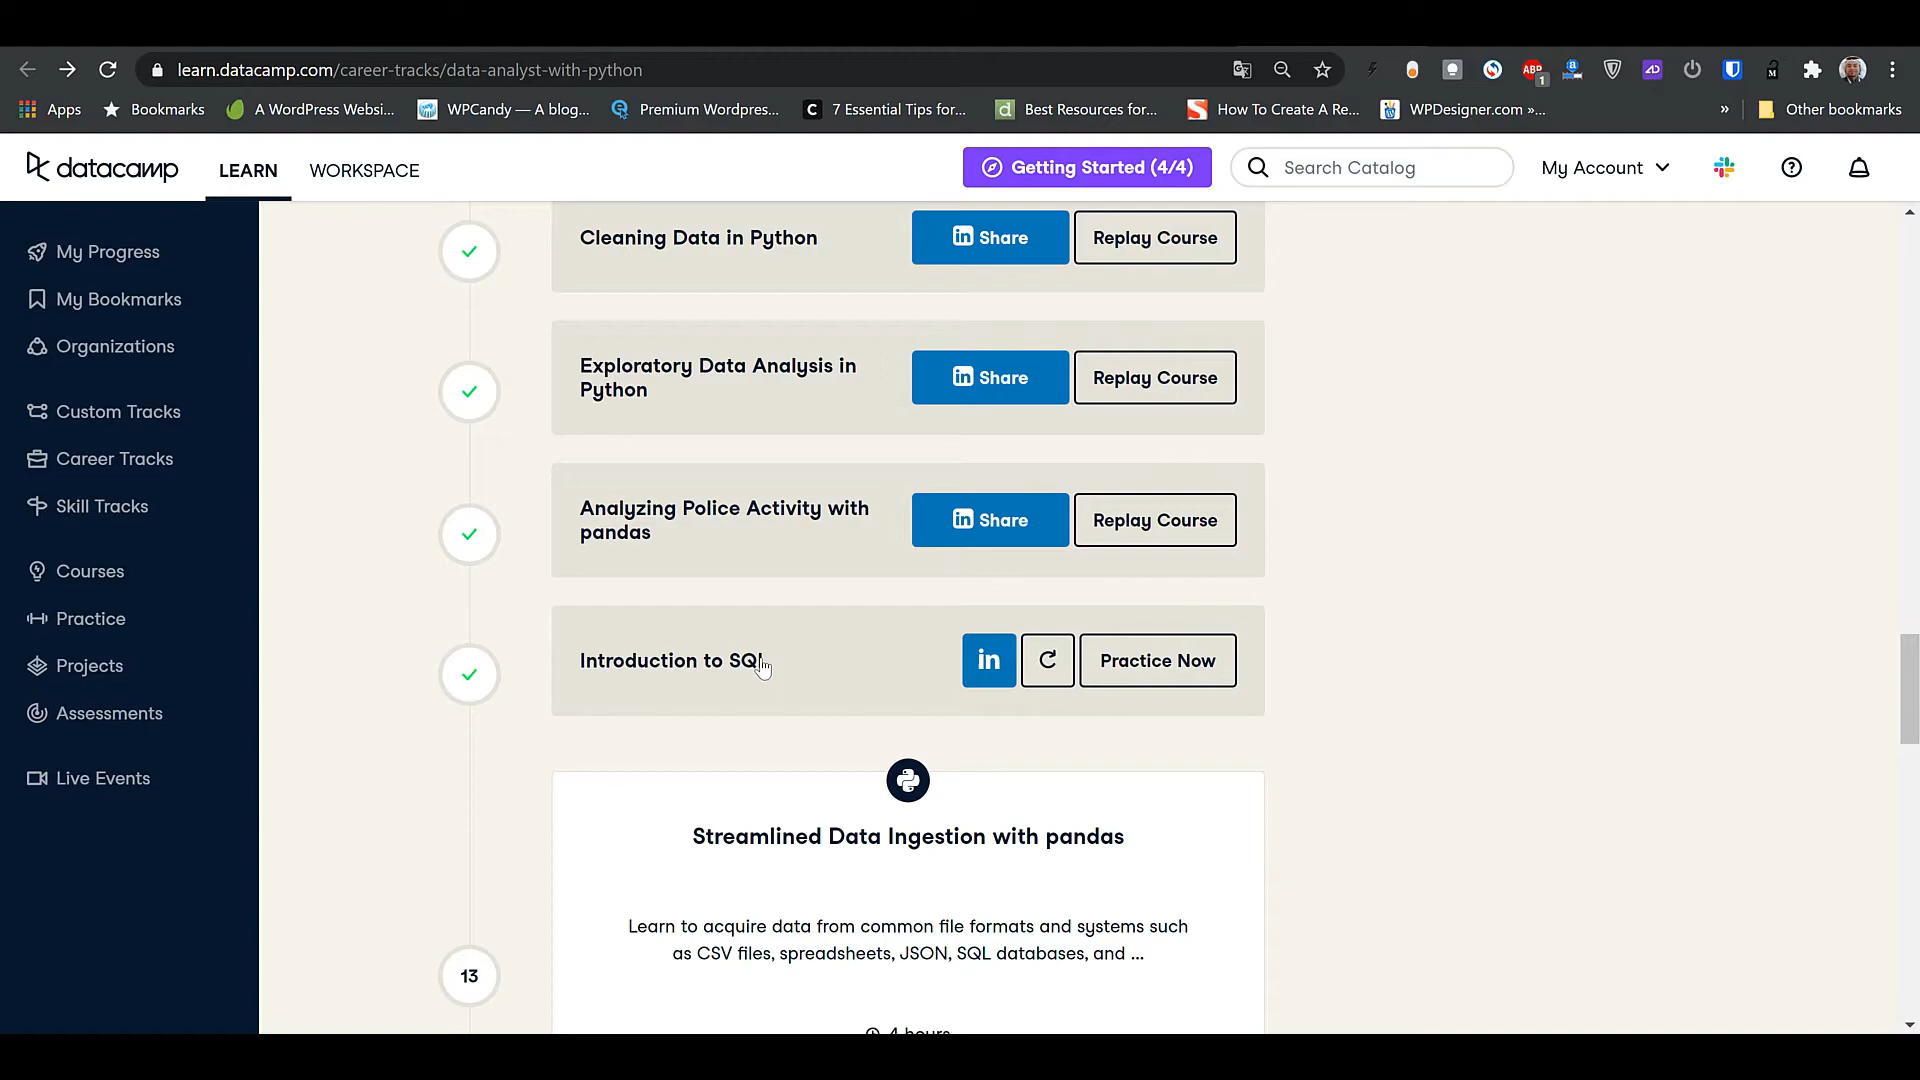 learn.datacamp.com/career-tracks/data-analyst-with-python
ABP
1
a
AD
M
Apps
Bookmarks
A WordPress Websi...
WPCandy — A blog...
Premium Wordpres...
C
7 Essential Tips for...
d
Best Resources for...
S
How To Create A Re...
WPDesigner.com »...
»
Other bookmarks
datacamp
LEARN
WORKSPACE
Getting Started (4/4)
Search Catalog
My Account
My Progress
My Bookmarks
Organizations
Custom Tracks
Career Tracks
Skill Tracks
Courses
Practice
Projects
Assessments
Live Events
Cleaning Data in Python
in Share
Replay Course
Exploratory Data Analysis in
Python
in Share
Replay Course
Analyzing Police Activity with
pandas
in Share
Replay Course
Introduction to SQL
in
Practice Now
Streamlined Data Ingestion with pandas
Learn to acquire data from common file formats and systems such
as CSV files, spreadsheets, JSON, SQL databases, and ...
13
4 hours